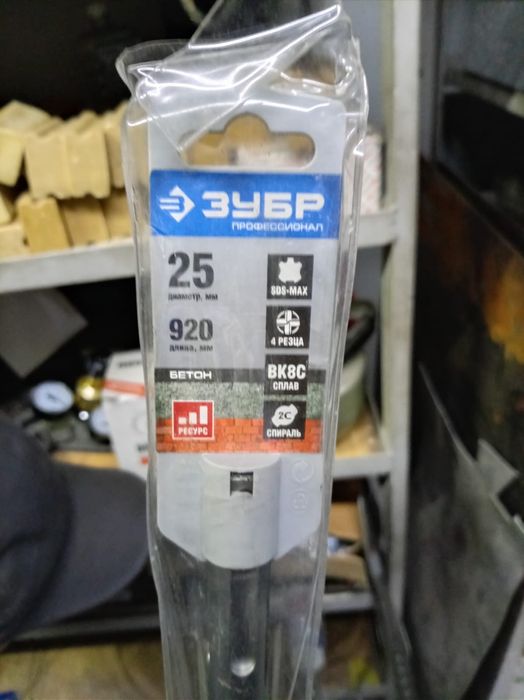 ЗУБР
ПРОФЕССИОНАЛ
25
диаметр, мм
SDS-MAX
920
длина, мм
4 РЕЗЦА
БЕТОН
ВК8С
СПЛАВ
РЕСУРС
2С
СПИРАЛЬ